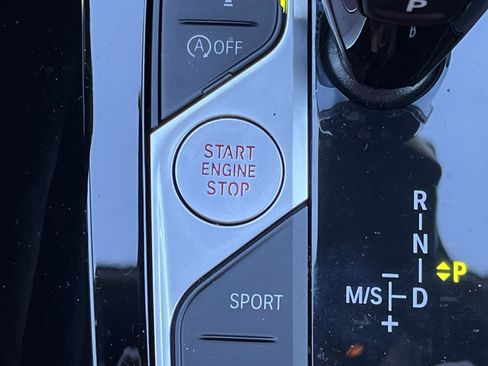 P
B
A OFF
START
ENGINE
STOP
R
N
P
M/S
D
+
SPORT